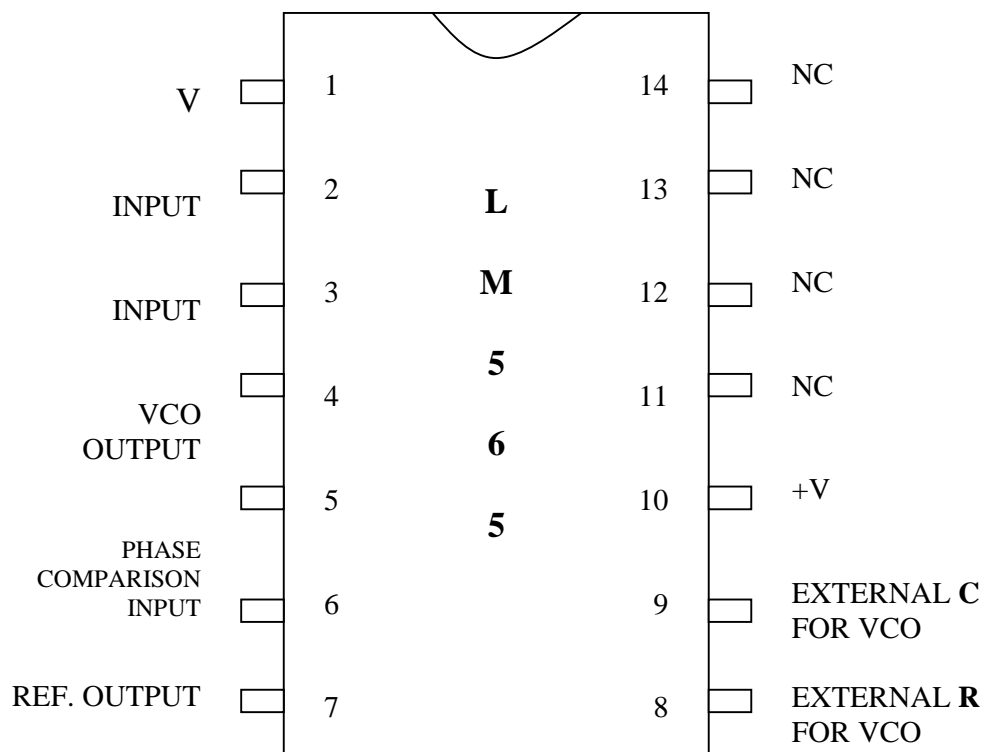 V
INPUT
INPUT
VCO
OUTPUT
PHASE
COMPARISON
INPUT
REF. OUTPUT
1
2
3
4
5
6
7
L
M
5
6
5
14
13
12
11
10
9
8
NC
NC
NC
NC
+V
EXTERNAL C
FOR VCO
EXTERNAL R
FOR VCO